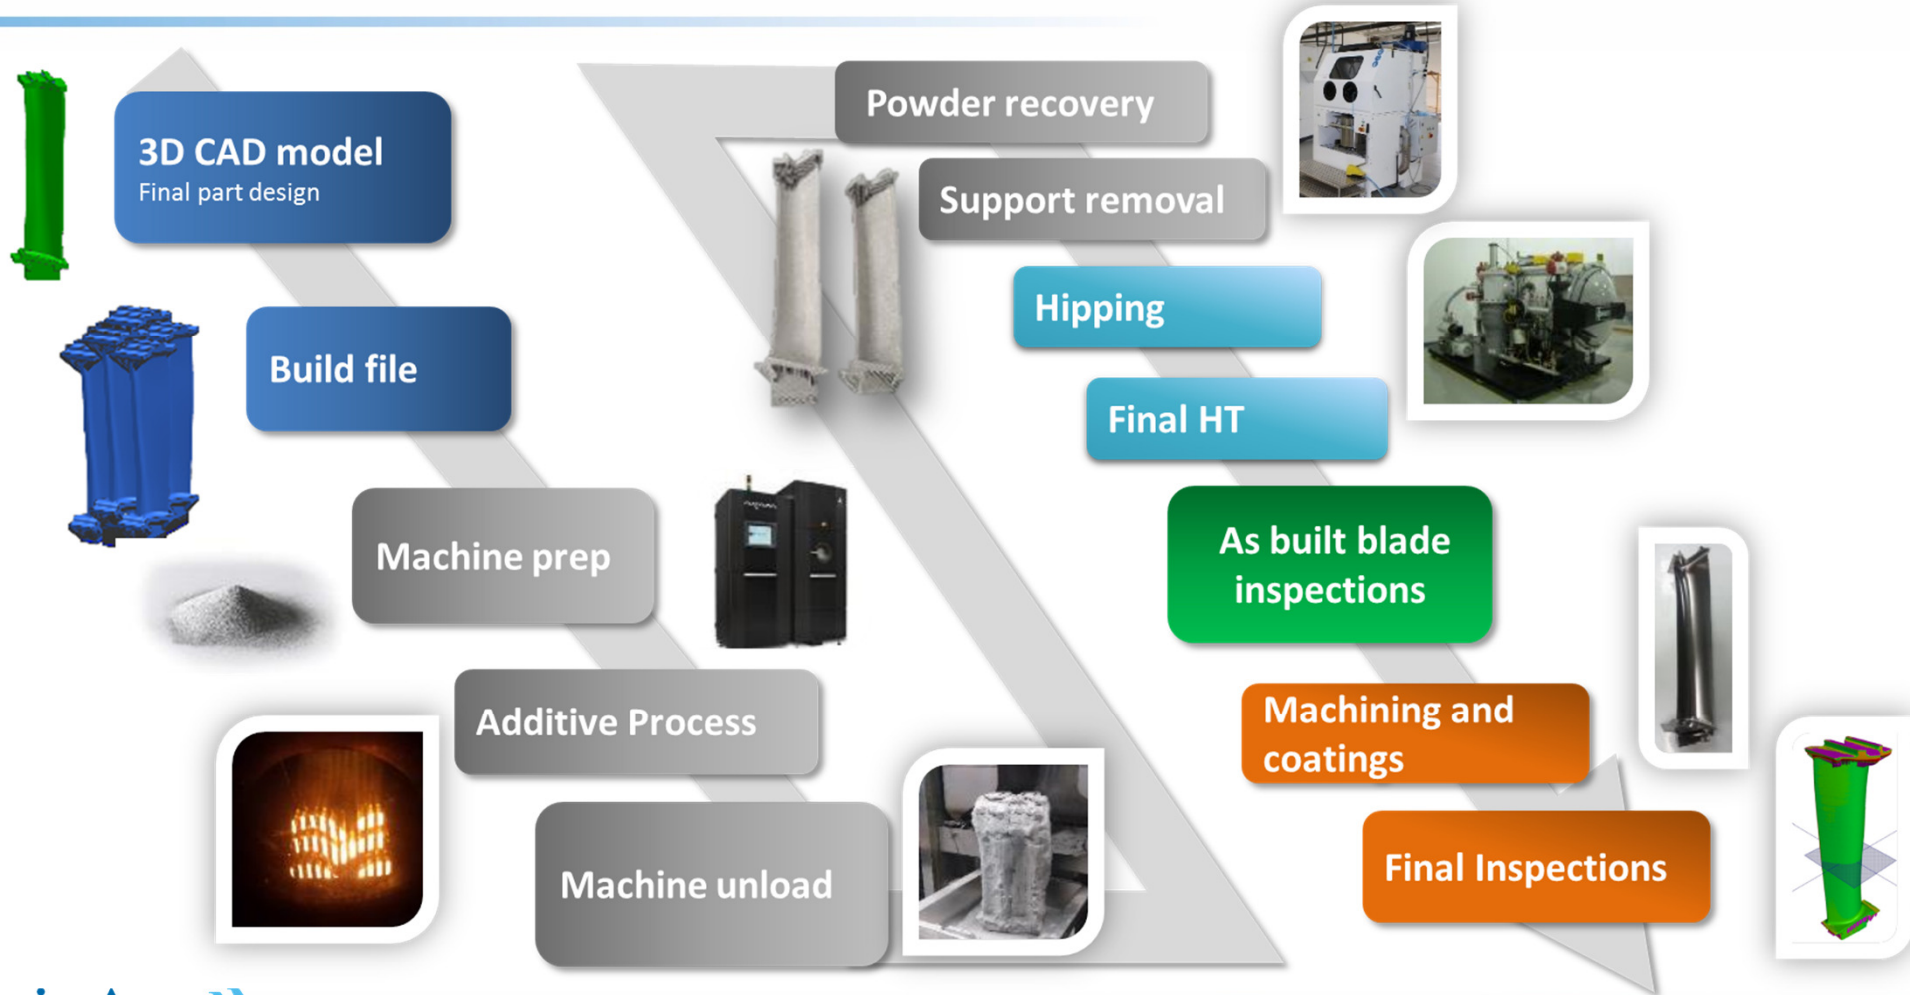 3D CAD model
Final part design
Build file
Machine prep
Additive Process
Machine unload
Powder recovery
Support removal
Hipping
Final HT
As built blade
inspections
Machining and
coatings
Final Inspections